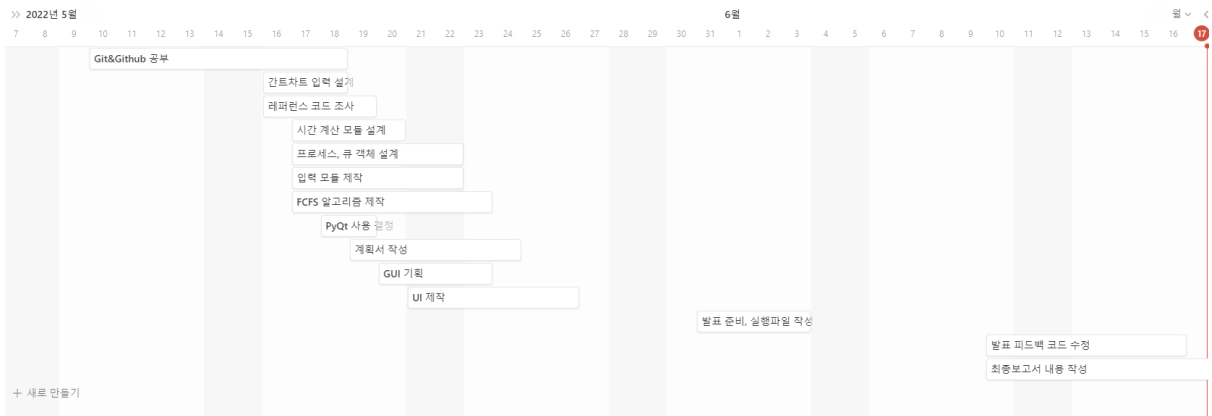 2022년 5월 6월 월
7 8 9 10 11 12 13 14 15 16 17 18 19 20 21 22 23 24 25 26 27 28 29 30 31 1 2 3 4 5 6 7 8 9 10 11 12 13 14 15 16 17
Git&Github 공부
간트차트 입력 설계
레퍼런스 코드 조사
시간 계산 모듈 설계
프로세스, 큐 객체 설계
입력 모듈 제작
FCFS 알고리즘 제작
PyQt 사용 결정
계획서 작성
GUI 기획
UI 제작
발표 준비, 실행파일 작성
발표 피드백 코드 수정
최종보고서 내용 작성
+ 새로 만들기